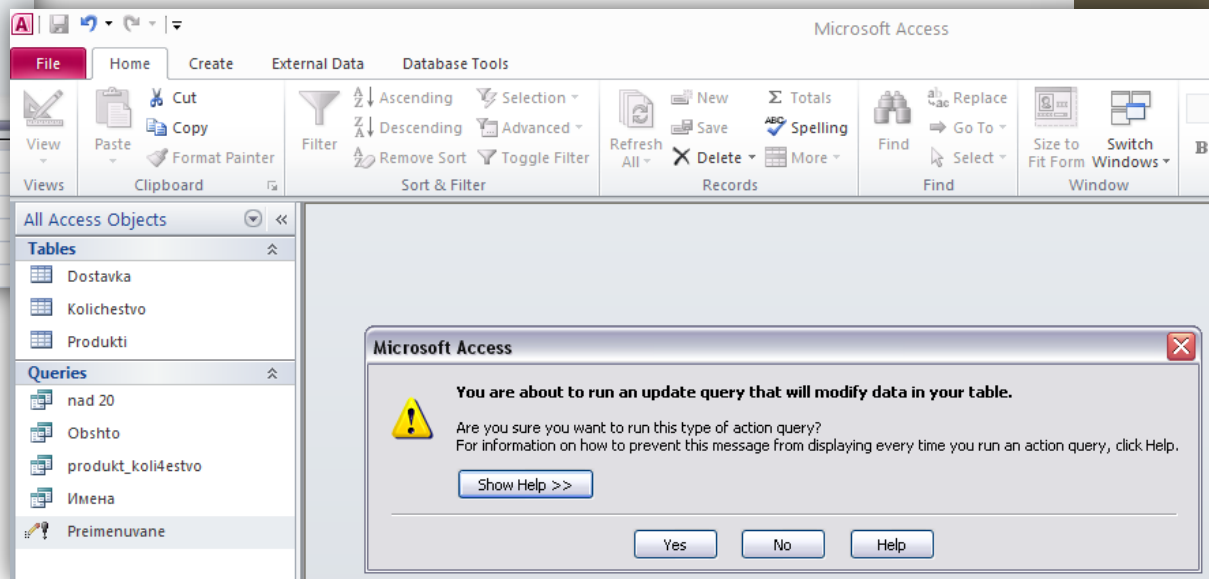 Microsoft Access
File Home Create External Data Database Tools
View Paste Cut Copy Format Painter
Filter Ascending Descending Remove Sort Selection Advanced Toggle Filter
Refresh All New Save Delete Totals Spelling More
Find Replace Go To Select
Size to Fit Form Switch Windows B
Views Clipboard Sort & Filter Records Find Window
All Access Objects
Tables
Dostavka
Kolichestvo
Produkti
Queries
nad 20
Obshto
produkt_koli4estvo
Имена
Preimenuvane
Microsoft Access
You are about to run an update query that will modify data in your table.
Are you sure you want to run this type of action query?
For information on how to prevent this message from displaying every time you run an action query, click Help.
Show Help >>
Yes No Help